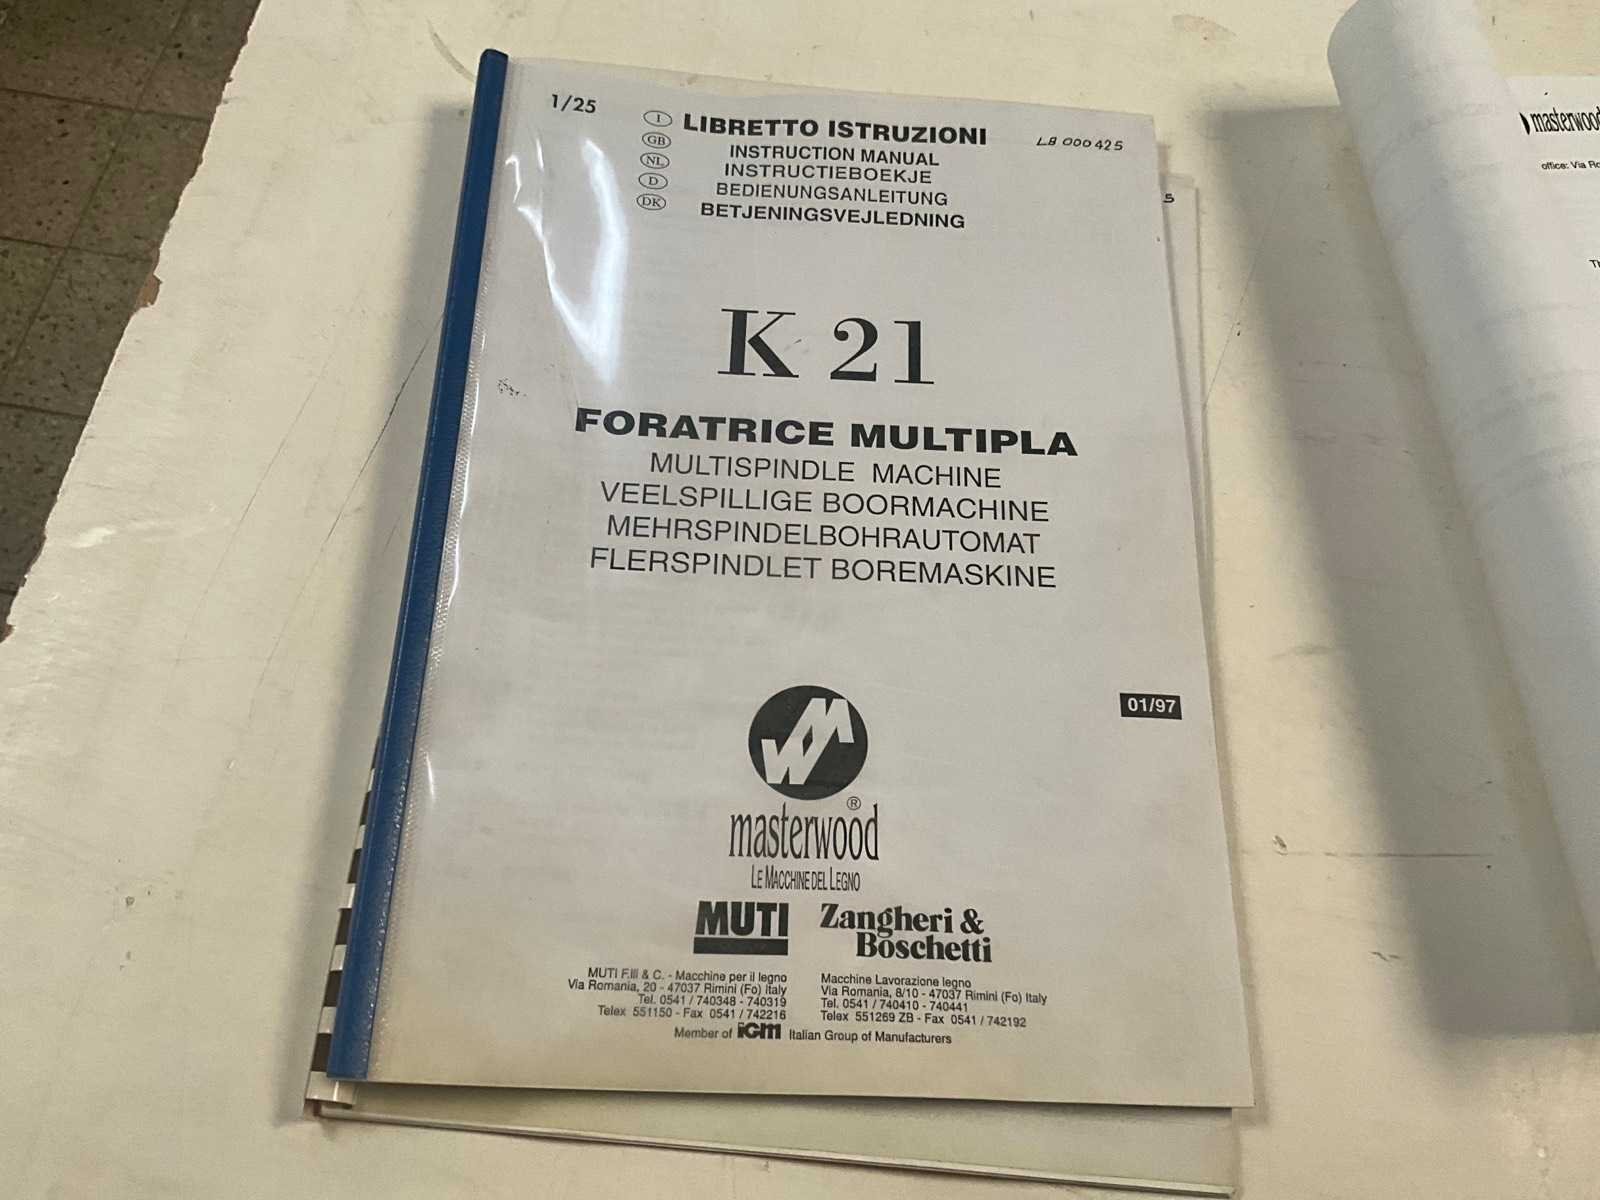 1/25
I LIBRETTO ISTRUZIONI
LB 000425
GB INSTRUCTION MANUAL
NL INSTRUCTIEBOEKJE
D BEDIENUNGSANLEITUNG
DK BETJENINGSVEJLEDNING
5
K 21
FORATRICE MULTIPLA
MULTISPINDLE MACHINE
VEELSPILLIGE BOORMACHINE
MEHRSPINDELBOHRAUTOMAT
FLERSPINDLET BOREMASKINE
01/97
®
masterwood
LE MACCHINE DEL LEGNO
MUTI
Zangheri &
Boschetti
MUTI F.lli & C. - Macchine per il legno
Via Romania, 20 - 47037 Rimini (Fo) Italy
Tel. 0541 / 740348 - 740319
Telex 551150 - Fax 0541 / 742216
Macchine Lavorazione legno
Via Romania, 8/10 - 47037 Rimini (Fo) Italy
Tel. 0541 / 740410 - 740441
Telex 551269 ZB - Fax 0541 / 742192
Member of icm Italian Group of Manufacturers
masterwood
office: Via